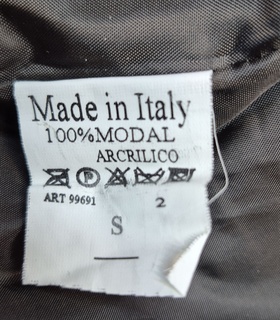 Made in Italy
100%MODAL
ARCRILICO
P
ART 99691 2
S